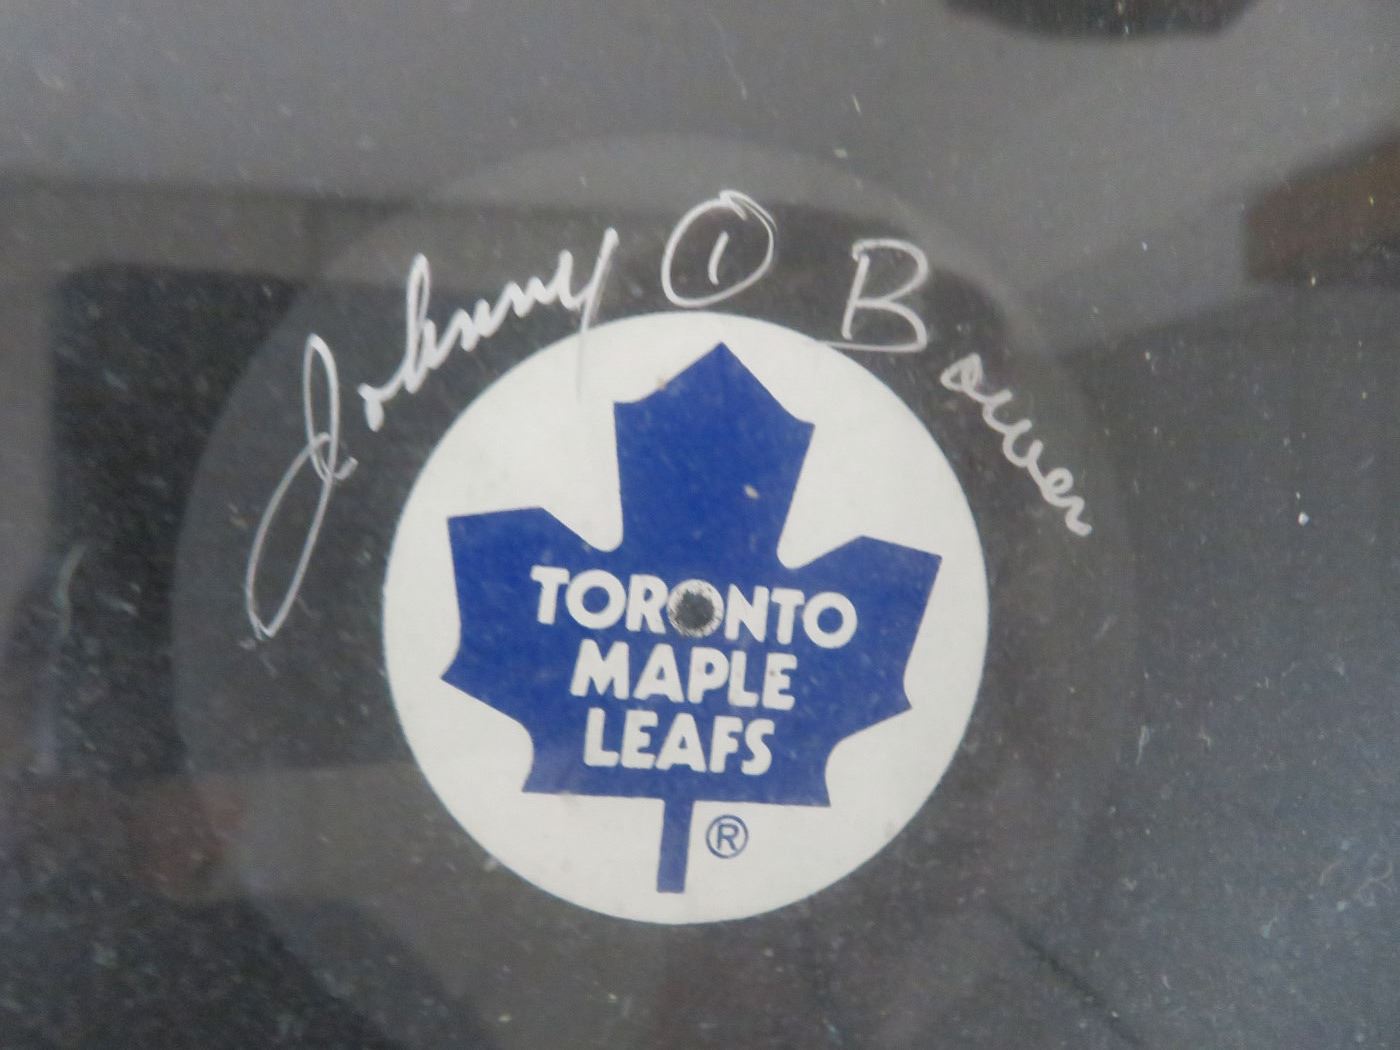 Johnny 1 Bower
TORONTO
MAPLE
LEAFS
®